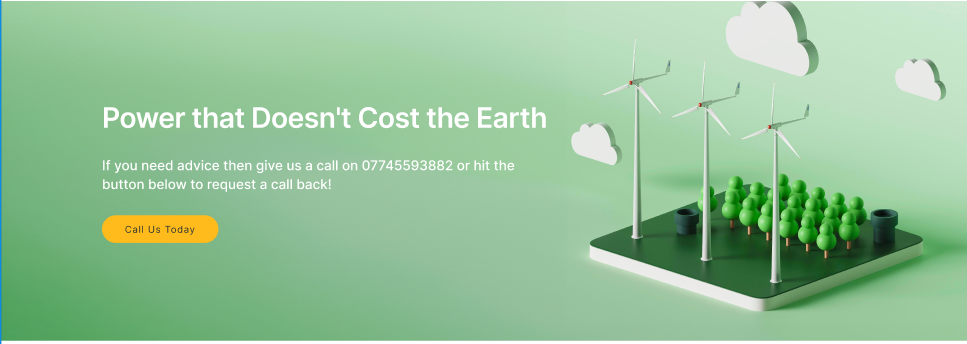 Power that Doesn't Cost the Earth
If you need advice then give us a call on 07745593882 or hit the
button below to request a call back!
Call Us Today